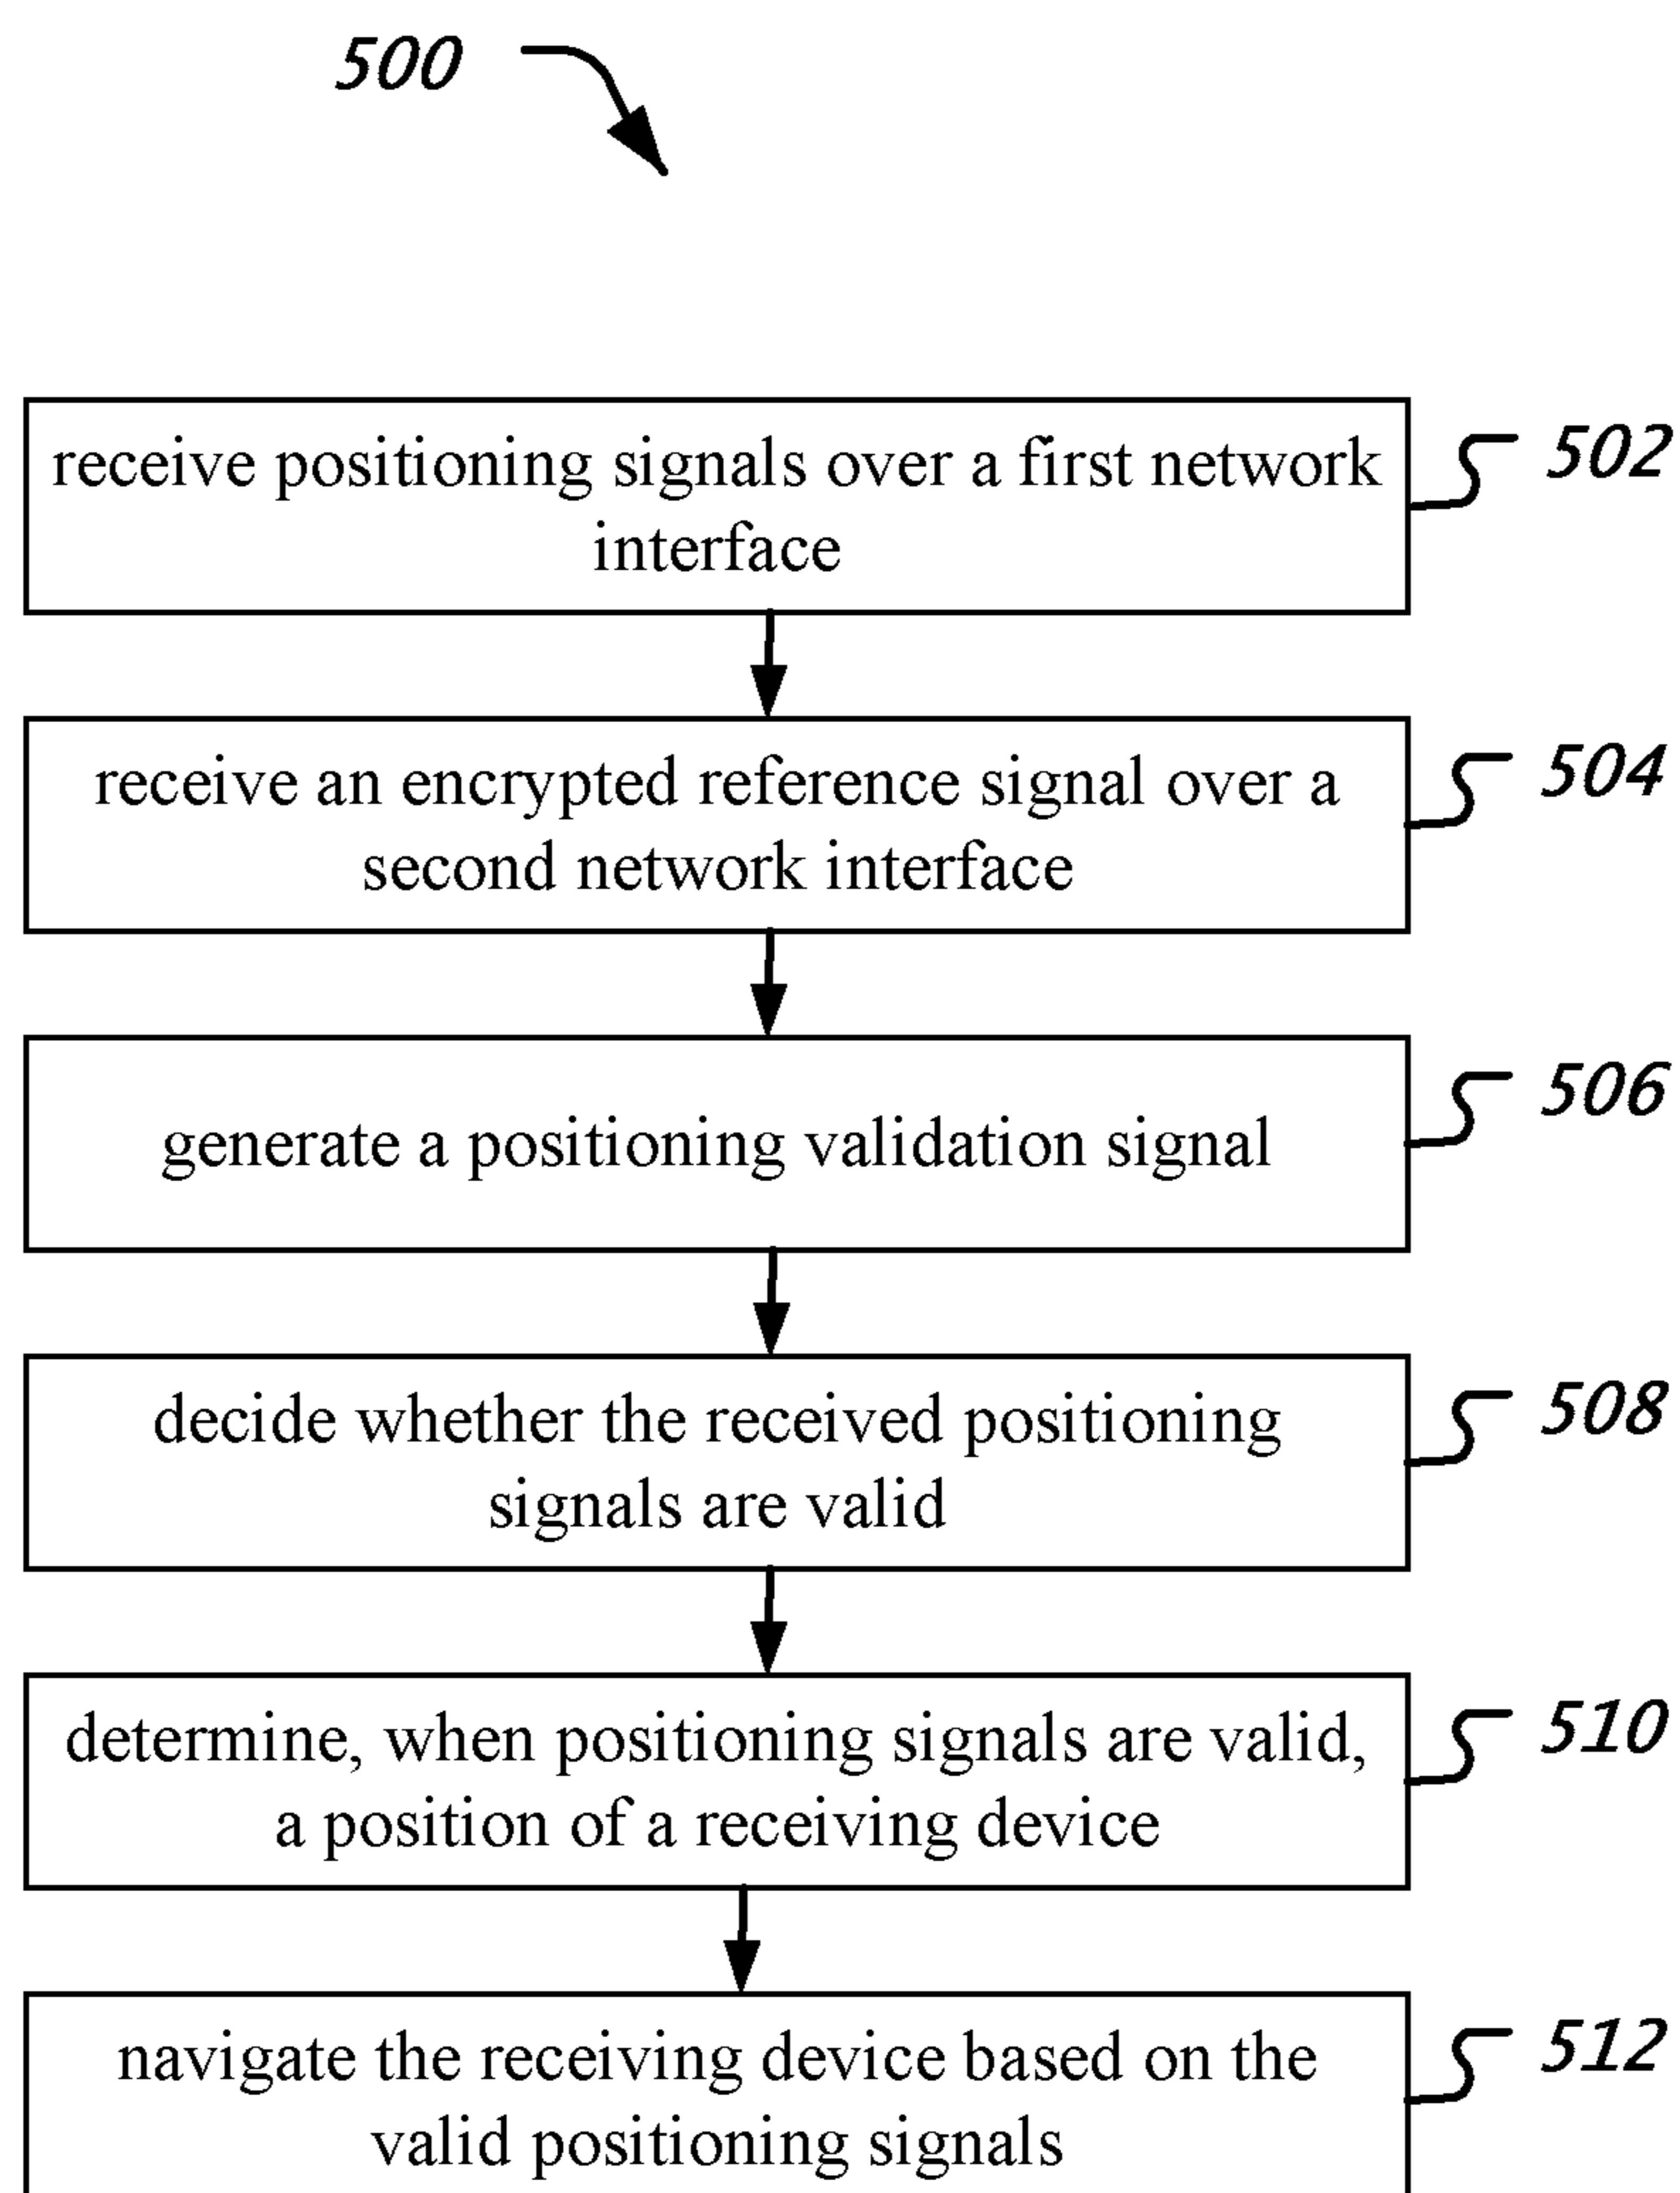 500
receive positioning signals over a first network
interface
502
receive an encrypted reference signal over a
second network interface
504
generate a positioning validation signal
506
decide whether the received positioning
signals are valid
508
determine, when positioning signals are valid,
a position of a receiving device
510
navigate the receiving device based on the
valid positioning signals
512